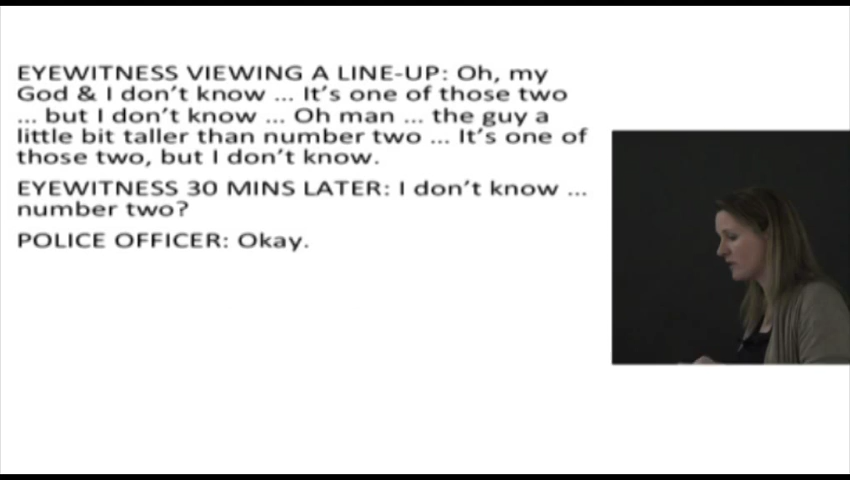 EYEWITNESS VIEWING A LINE-UP: Oh, my
God & I don't know ... It's one of those two
... but I don't know ... Oh man ... the guy a
little bit taller than number two ... It's one of
those two, but I don't know.
EYEWITNESS 30 MINS LATER: I don't know ...
number two?
POLICE OFFICER: Okay.